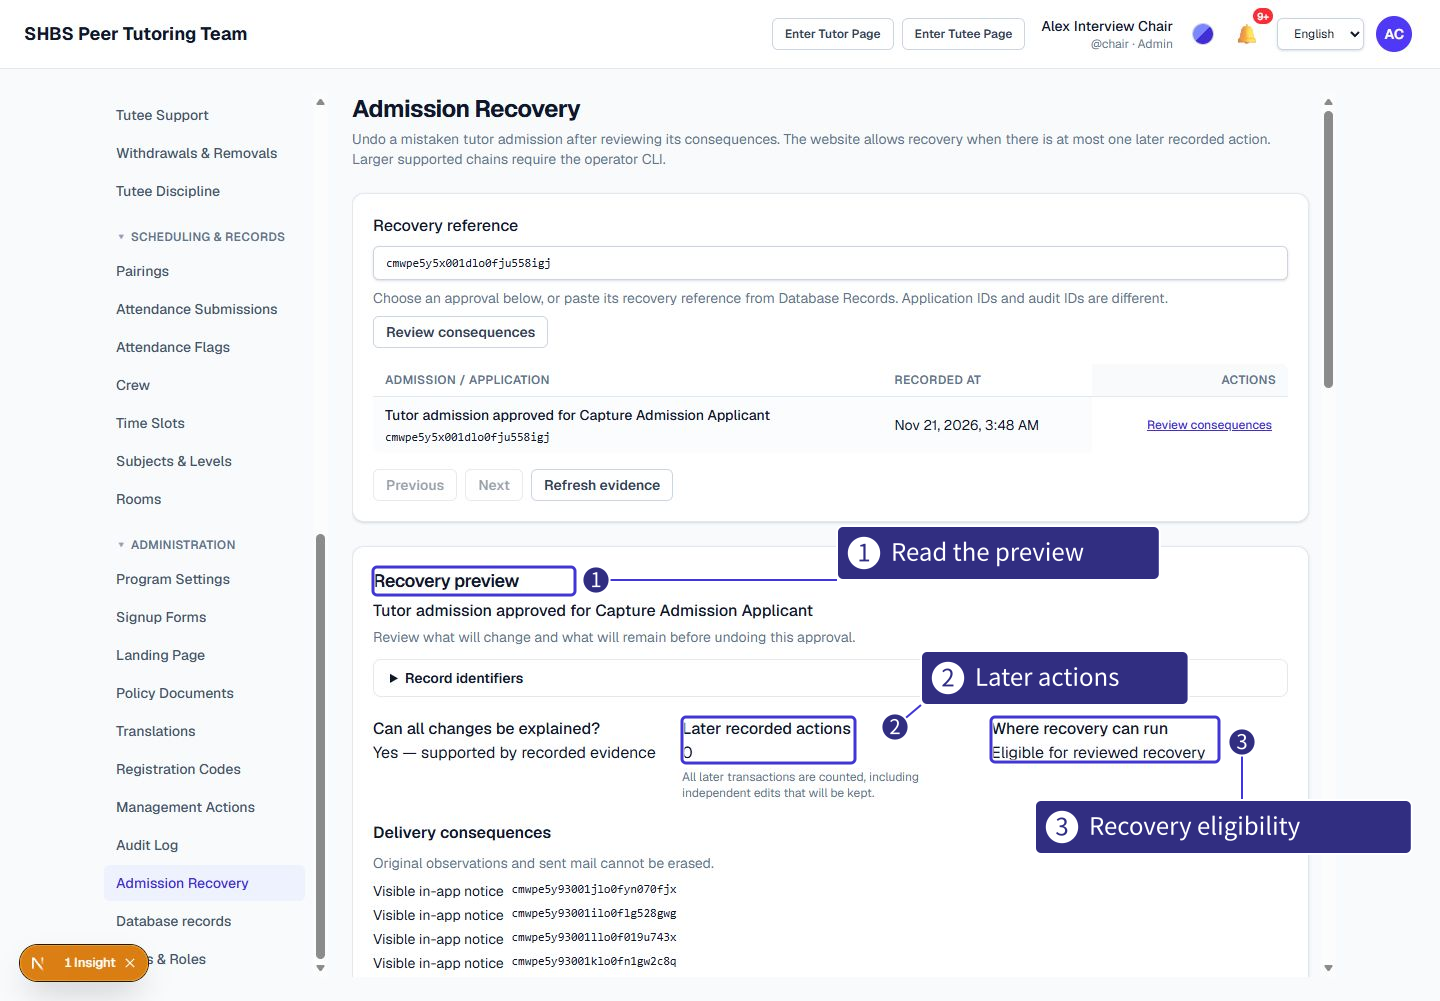 SHBS Peer Tutoring Team
Enter Tutor Page
Enter Tutee Page
Alex Interview Chair
@chair · Admin
9+
English
AC
Tutee Support
Withdrawals & Removals
Tutee Discipline
SCHEDULING & RECORDS
Pairings
Attendance Submissions
Attendance Flags
Crew
Time Slots
Subjects & Levels
Rooms
ADMINISTRATION
Program Settings
Signup Forms
Landing Page
Policy Documents
Translations
Registration Codes
Management Actions
Audit Log
Admission Recovery
Database records
s & Roles
N 1 Insight
Admission Recovery
Undo a mistaken tutor admission after reviewing its consequences. The website allows recovery when there is at most one later recorded action.
Larger supported chains require the operator CLI.
Recovery reference
cmwpe5y5x001dlo0fju558igj
Choose an approval below, or paste its recovery reference from Database Records. Application IDs and audit IDs are different.
Review consequences
ADMISSION / APPLICATION RECORDED AT ACTIONS
Tutor admission approved for Capture Admission Applicant
cmwpe5y5x001dlo0fju558igj
Nov 21, 2026, 3:48 AM
Review consequences
Previous Next Refresh evidence
1 Read the preview
Recovery preview 1
Tutor admission approved for Capture Admission Applicant
Review what will change and what will remain before undoing this approval.
2 Later actions
Record identifiers
Can all changes be explained?
Yes — supported by recorded evidence
Later recorded actions
0
2
All later transactions are counted, including
independent edits that will be kept.
Where recovery can run
Eligible for reviewed recovery
3
3 Recovery eligibility
Delivery consequences
Original observations and sent mail cannot be erased.
Visible in-app notice cmwpe5y93001jlo0fyn070fjx
Visible in-app notice cmwpe5y93001ilo0flg528gwg
Visible in-app notice cmwpe5y93001llo0f019u743x
Visible in-app notice cmwpe5y93001klo0fn1gw2c8q